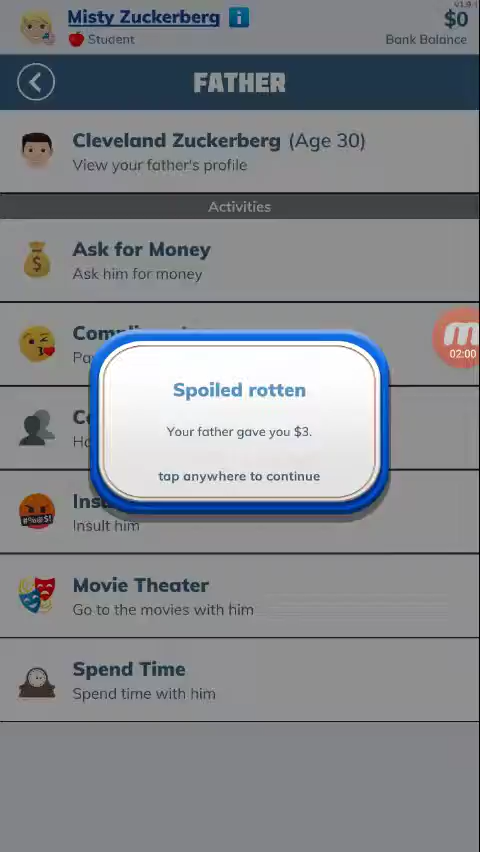 v1.9.
Misty Zuckerberg i
$0
Student
Bank Balance
FATHER
Cleveland Zuckerberg (Age 30)
View your father's profile
Activities
Ask for Money
Ask him for money
02:00
Spoiled rotten
Your father gave you $3.
tap anywhere to continue
#%@$!
Insult him
Movie Theater
Go to the movies with him
Spend Time
Spend time with him